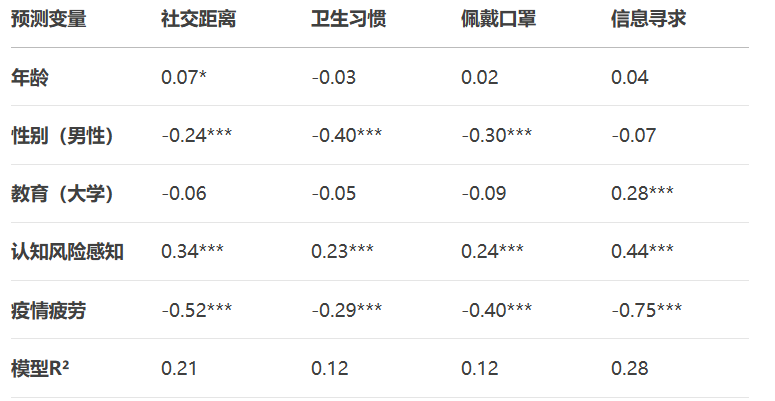 预测变量 社交距离 卫生习惯 佩戴口罩 信息寻求
年龄 0.07* -0.03 0.02 0.04
性别（男性） -0.24*** -0.40*** -0.30*** -0.07
教育（大学） -0.06 -0.05 -0.09 0.28***
认知风险感知 0.34*** 0.23*** 0.24*** 0.44***
疫情疲劳 -0.52*** -0.29*** -0.40*** -0.75***
模型R² 0.21 0.12 0.12 0.28